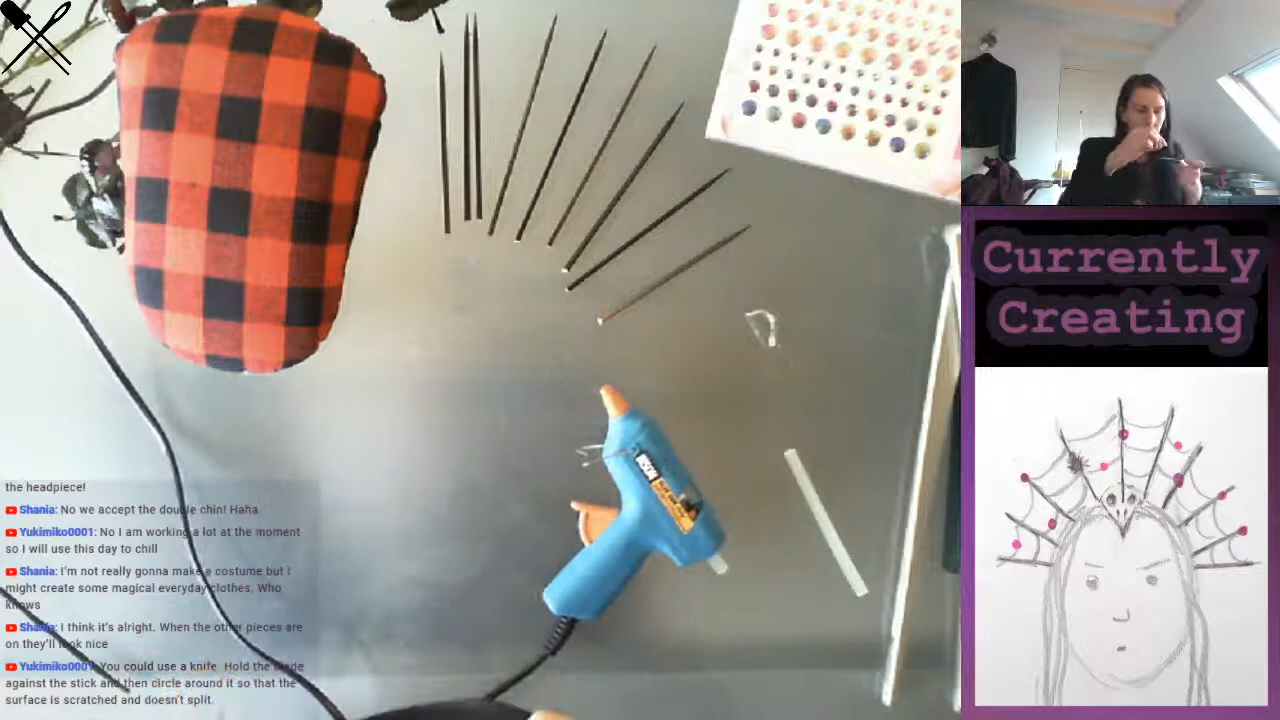 Currently
Creating
the headpiece!
Shania: No we accept the double chin! Haha
Yukimiko0001: No I am working a lot at the moment
so I will use this day to chill
Shania: I'm not really gonna make a costume but i
might create some magical everyday clothes. Who
knows
Shania: I think it's alright. When the other pieces are
on they'll look nice
Yukimiko0001: You could use a knife. Hold the blade
against the stick and then circle around it so that the
surface is scratched and doesn't split.